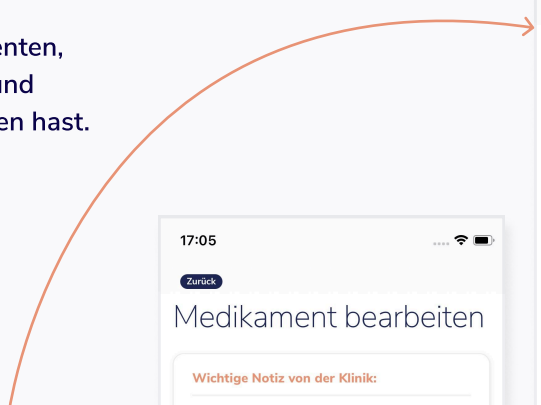 enten,
und
en hast.
17:05
Zurück
Medikament bearbeiten
Wichtige Notiz von der Klinik: